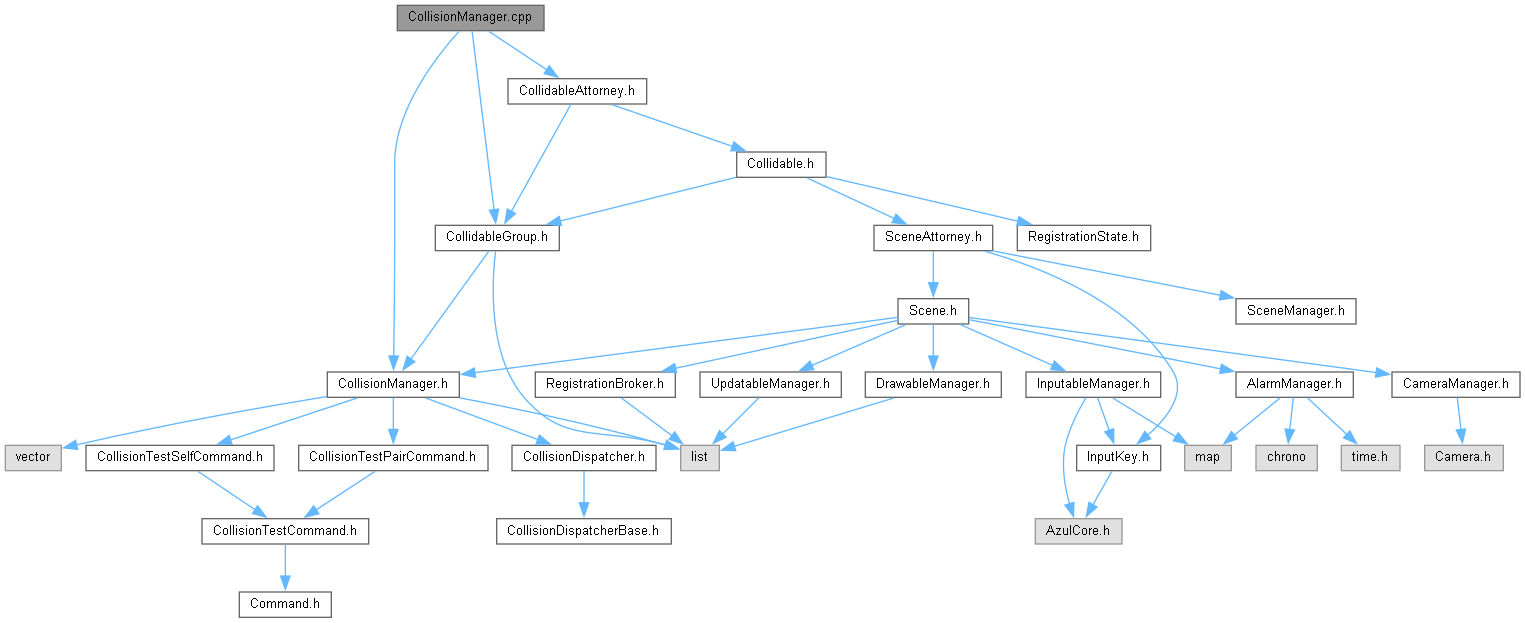 CollisionManager.cpp
CollidableAttorney.h
Collidable.h
CollidableGroup.h
SceneAttorney.h
RegistrationState.h
Scene.h
SceneManager.h
CollisionManager.h
RegistrationBroker.h
UpdatableManager.h
DrawableManager.h
InputableManager.h
AlarmManager.h
CameraManager.h
vector
CollisionTestSelfCommand.h
CollisionTestPairCommand.h
CollisionDispatcher.h
list
InputKey.h
map
chrono
time.h
Camera.h
CollisionTestCommand.h
CollisionDispatcherBase.h
AzulCore.h
Command.h